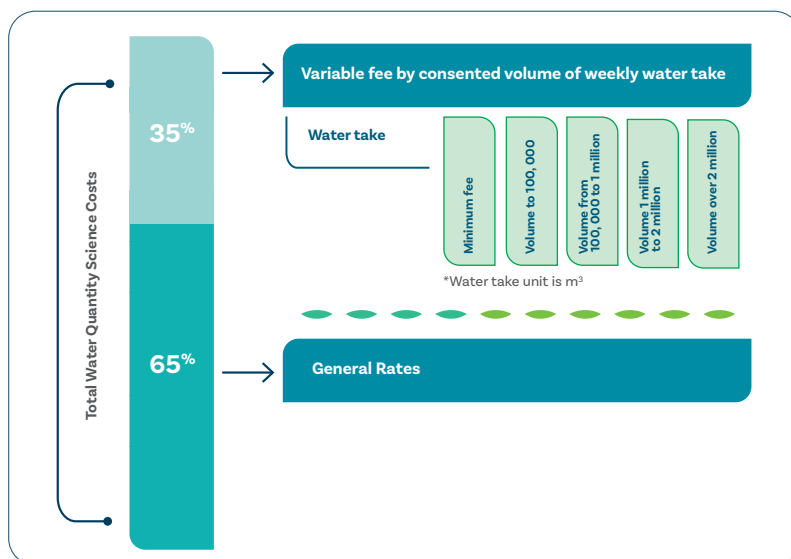 Total Water Quantity Science Costs
35%
65%
Variable fee by consented volume of weekly water take
Water take
Minimum fee
Volume to 100, 000
Volume from
100, 000 to 1 million
Volume 1 million
to 2 million
Volume over 2 million
*Water take unit is m³
General Rates